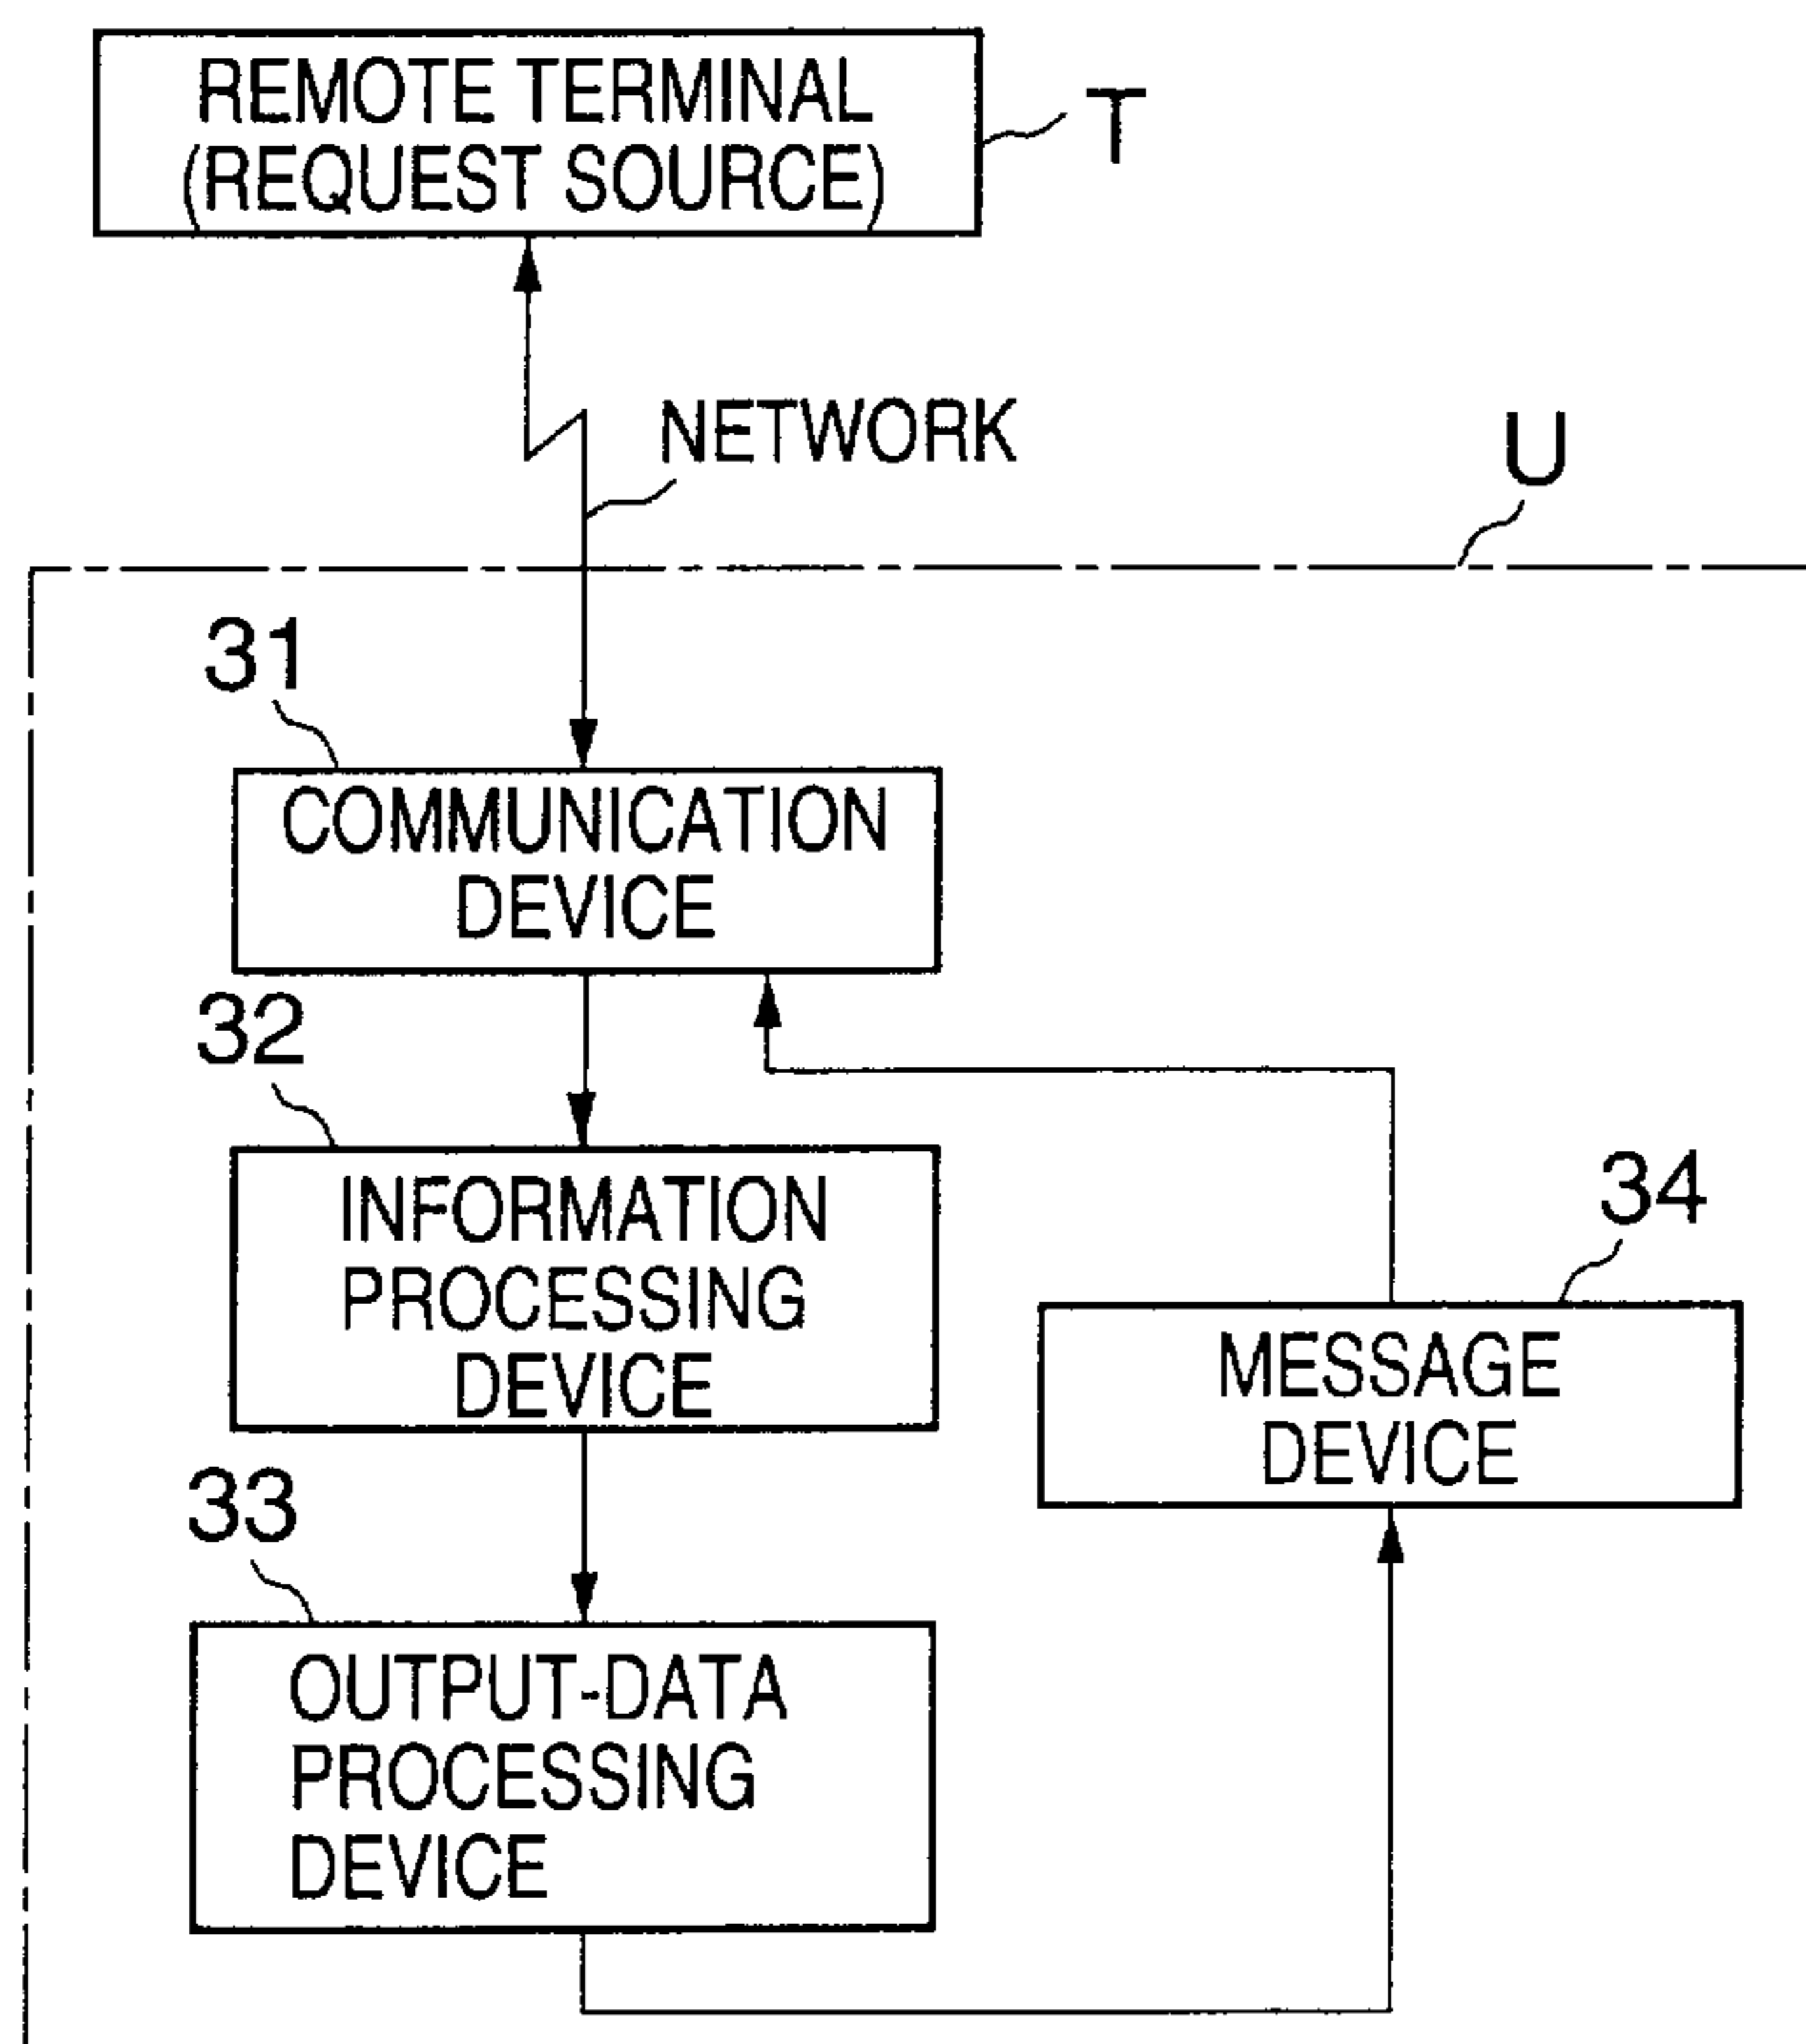 REMOTE TERMINAL
(REQUEST SOURCE)
T
NETWORK
U
31
COMMUNICATION
DEVICE
32
INFORMATION
PROCESSING
DEVICE
34
MESSAGE
DEVICE
33
OUTPUT-DATA
PROCESSING
DEVICE